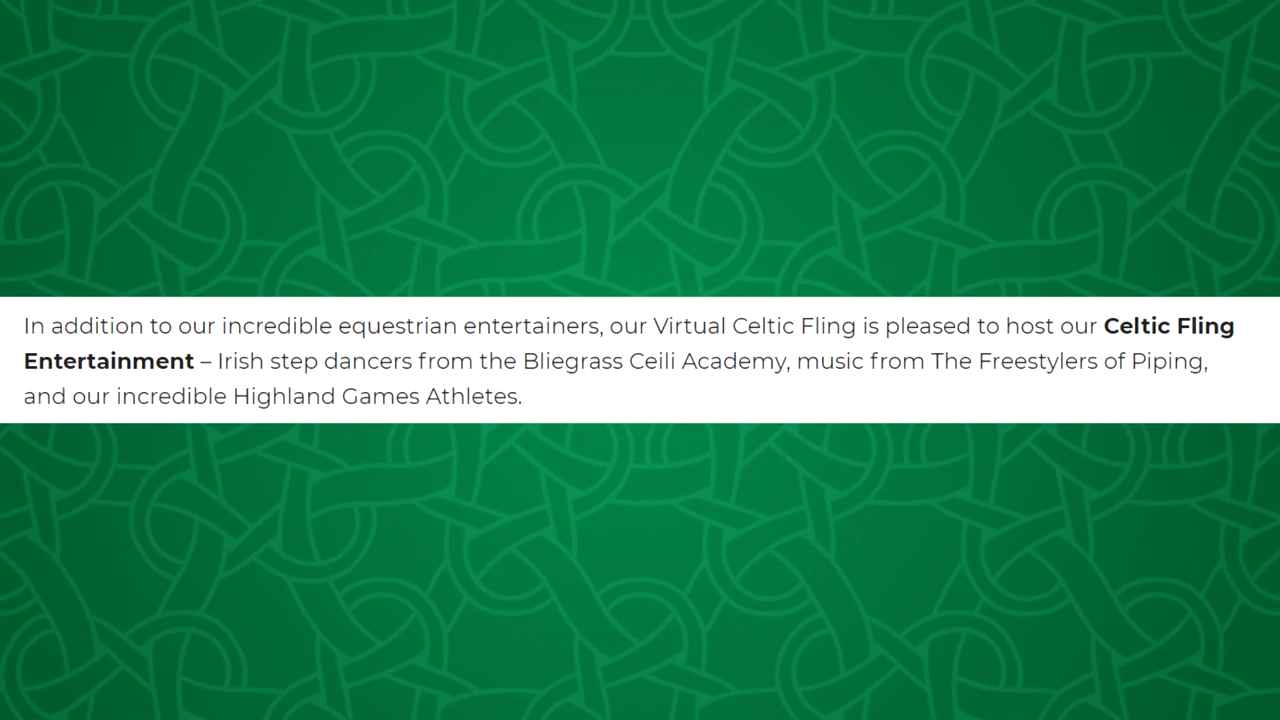 In addition to our incredible equestrian entertainers, our Virtual Celtic Fling is pleased to host our Celtic Fling
Entertainment – Irish step dancers from the Bliegrass Ceili Academy, music from The Freestylers of Piping,
and our incredible Highland Games Athletes.